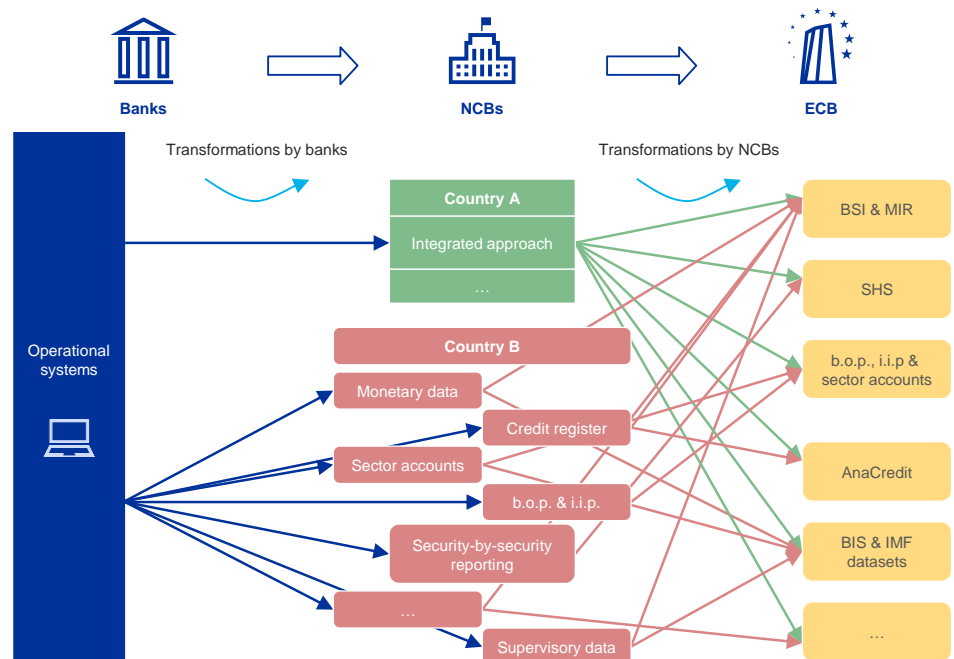 Banks
NCBs
ECB
Transformations by banks
Transformations by NCBs
Operational
systems
Country A
Integrated approach
…
Country B
Monetary data
Credit register
Sector accounts
b.o.p. & i.i.p.
Security-by-security
reporting
…
Supervisory data
BSI & MIR
SHS
b.o.p., i.i.p &
sector accounts
AnaCredit
BIS & IMF
datasets
…